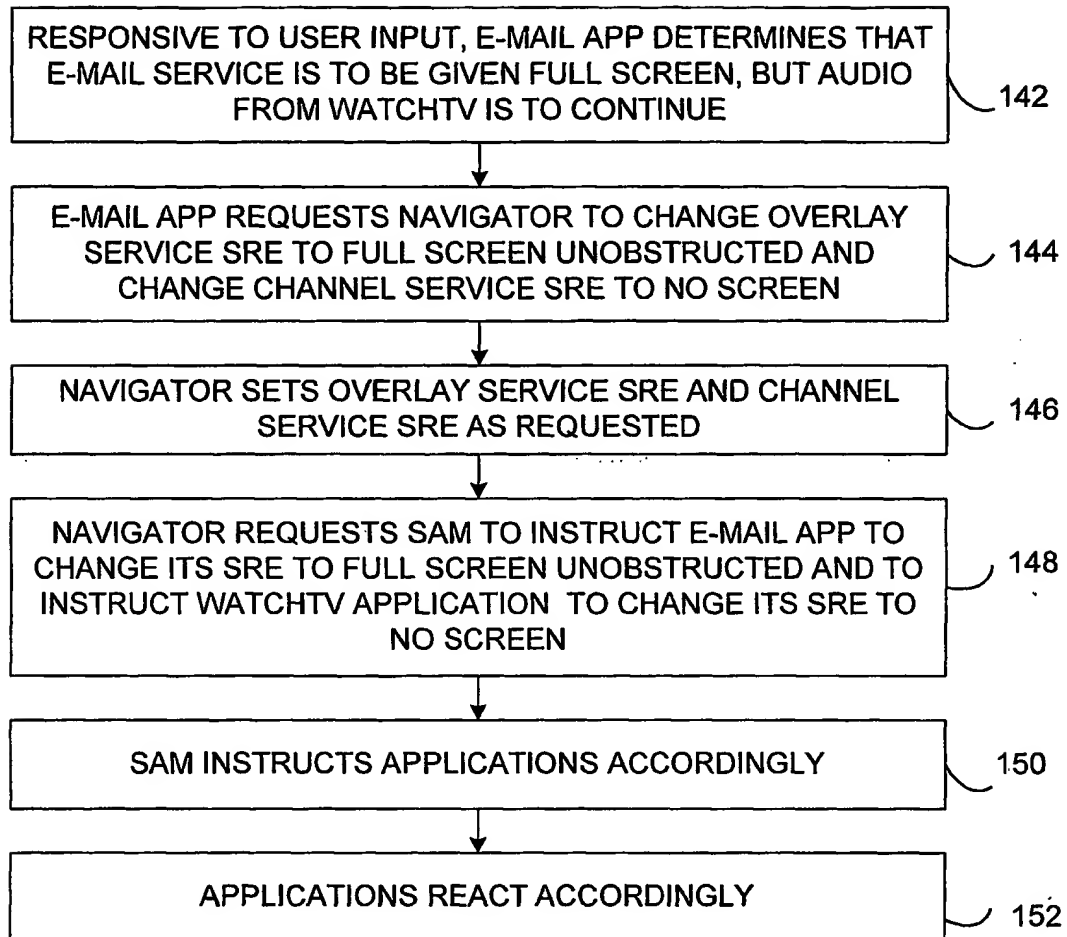 RESPONSIVE TO USER INPUT, E-MAIL APP DETERMINES THAT
E-MAIL SERVICE IS TO BE GIVEN FULL SCREEN, BUT AUDIO
FROM WATCHTV IS TO CONTINUE
142
E-MAIL APP REQUESTS NAVIGATOR TO CHANGE OVERLAY
SERVICE SRE TO FULL SCREEN UNOBSTRUCTED AND
CHANGE CHANNEL SERVICE SRE TO NO SCREEN
144
NAVIGATOR SETS OVERLAY SERVICE SRE AND CHANNEL
SERVICE SRE AS REQUESTED
146
NAVIGATOR REQUESTS SAM TO INSTRUCT E-MAIL APP TO
CHANGE ITS SRE TO FULL SCREEN UNOBSTRUCTED AND TO
INSTRUCT WATCHTV APPLICATION TO CHANGE ITS SRE TO
NO SCREEN
148
SAM INSTRUCTS APPLICATIONS ACCORDINGLY
150
APPLICATIONS REACT ACCORDINGLY
152